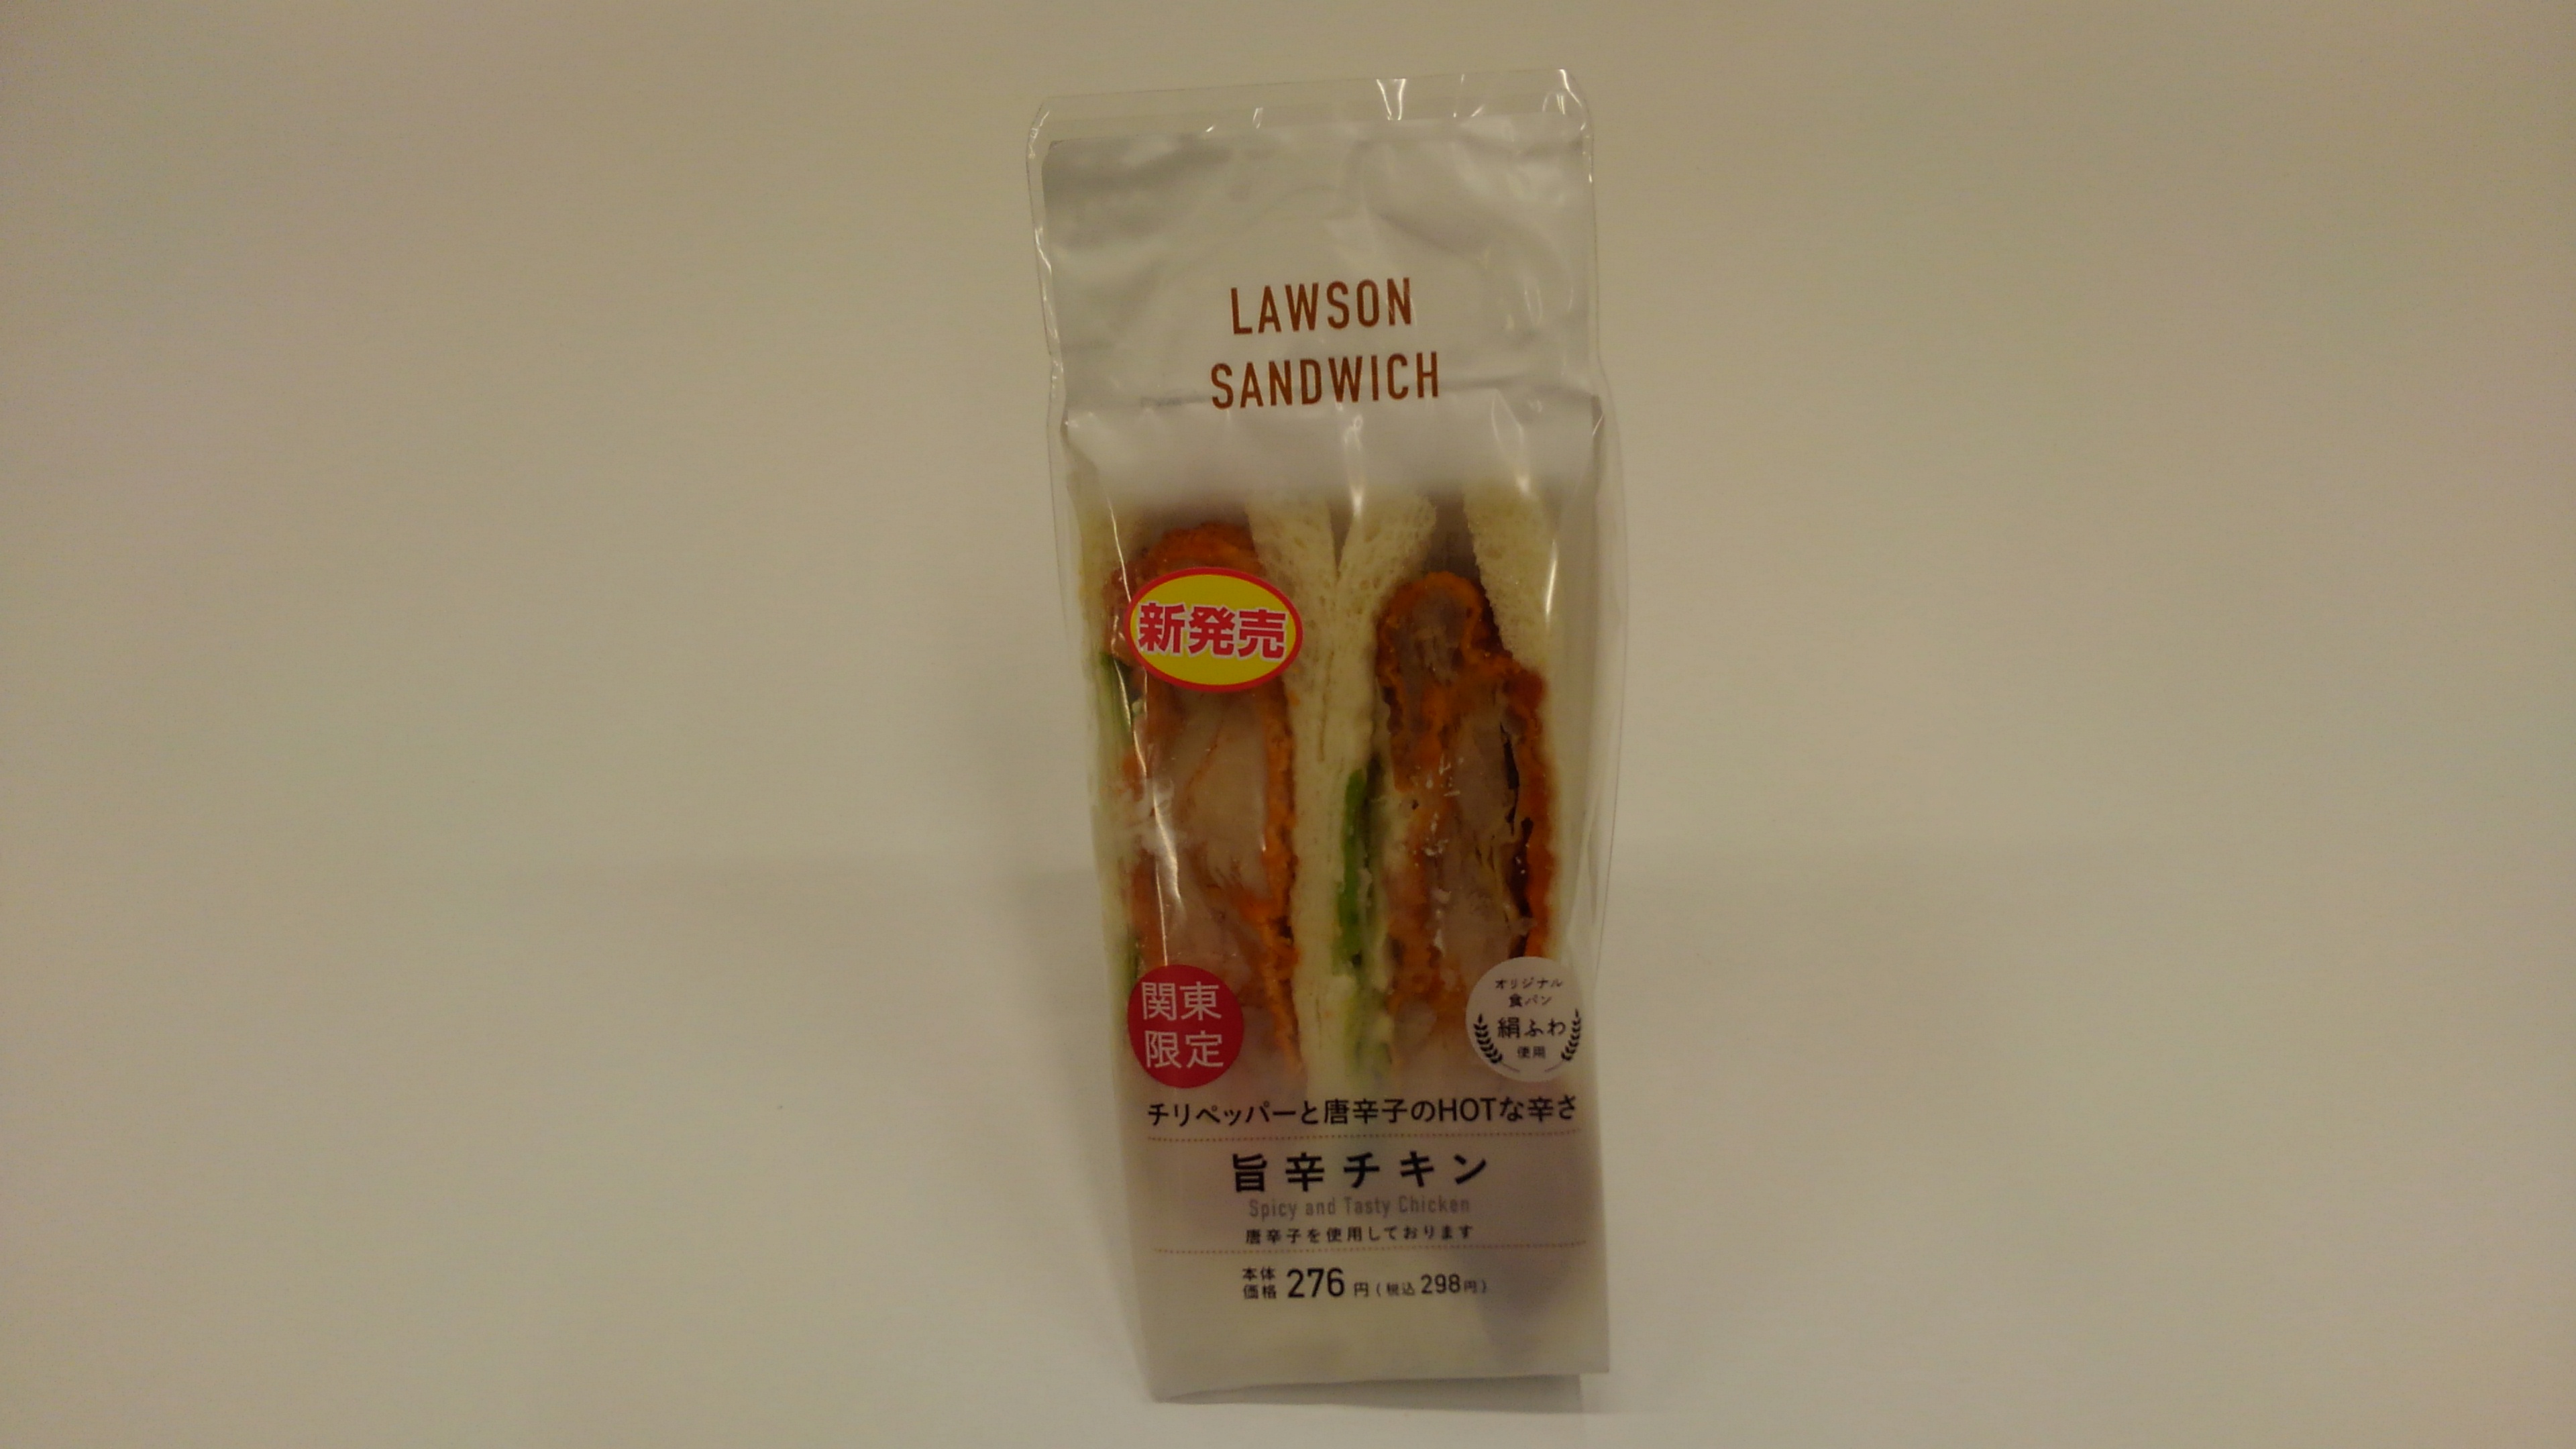 LAWSON
SANDWICH
新発売
関東
限定
オリジナル
食パン
絹ふわ
使用
チリペッパーと唐辛子のHOTな辛さ
旨辛チキン
Spicy and Tasty Chicken
唐辛子を使用しております
本体価格 276円(税込298円)